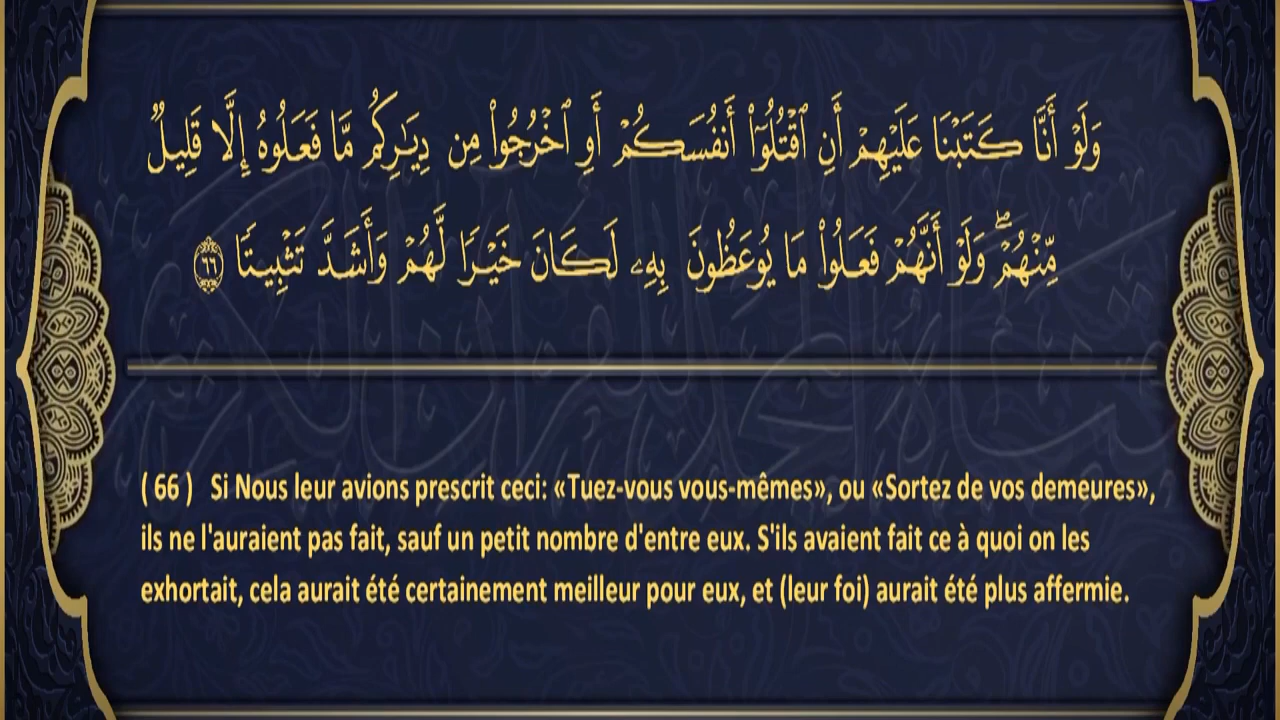 وَلَوْ أَنَّا كَتَبْنَا عَلَيْهِمْ أَنِ ٱقْتُلُوٓا۟ أَنفُسَكُمْ أَوِ ٱخْرُجُوا۟ مِن دِيَـٰرِكُم مَّا فَعَلُوهُ إِلَّا قَلِيلٌ
مِّنْهُمْ ۖ وَلَوْ أَنَّهُمْ فَعَلُوا۟ مَا يُوعَظُونَ بِهِۦ لَكَانَ خَيْرًا لَّهُمْ وَأَشَدَّ تَثْبِيتًا ٦٦
( 66 ) Si Nous leur avions prescrit ceci: «Tuez-vous vous-mêmes», ou «Sortez de vos demeures»,
ils ne l'auraient pas fait, sauf un petit nombre d'entre eux. S'ils avaient fait ce à quoi on les
exhortait, cela aurait été certainement meilleur pour eux, et (leur foi) aurait été plus affermie.